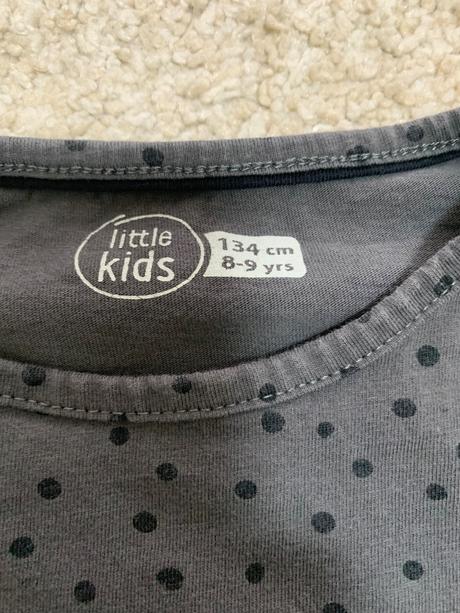 little
kids
134 cm
8-9 yrs